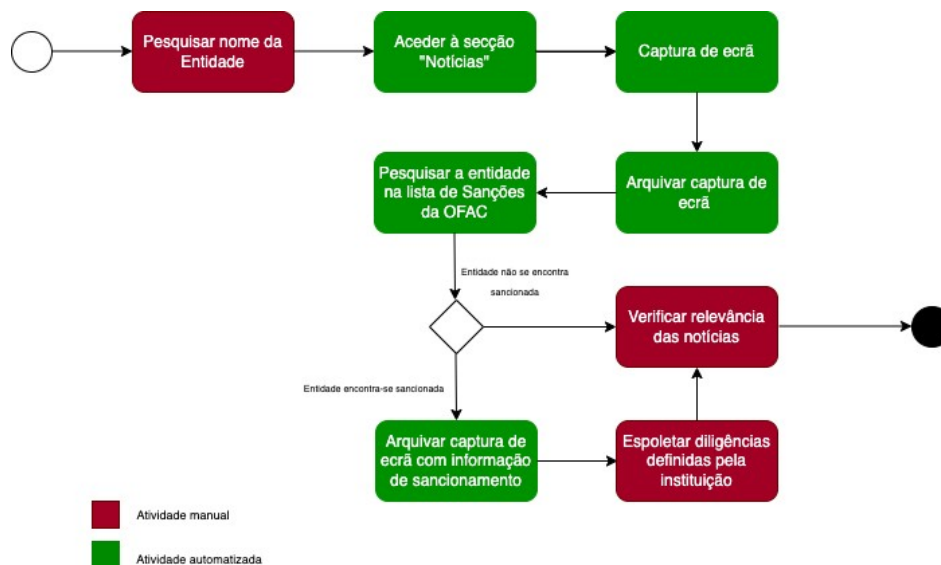 Pesquisar nome da
Entidade
Aceder à secção
"Notícias"
Captura de ecrã
Pesquisar a entidade
na lista de Sanções
da OFAC
Arquivar captura de
ecrã
Entidade não se encontra
sancionada
Verificar relevância
das notícias
Entidade encontra-se sancionada
Arquivar captura de
ecrã com informação
de sancionamento
Espoletar diligências
definidas pela
instituição
Atividade manual
Atividade automatizada